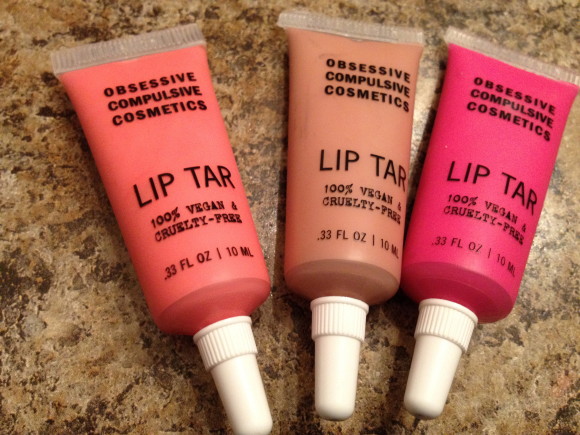 OBSESSIVE
COMPULSIVE
COSMETICS
LIP TAR
100% VEGAN &
CRUELTY-FREE
.33 FL OZ | 10 ML
OBSESSIVE
COMPULSIVE
COSMETICS
LIP TAR
100% VEGAN &
CRUELTY-FREE
.33 FL OZ | 10 ML
OBSESSIVE
COMPULSIVE
COSMETICS
LIP TAR
100% VEGAN &
CRUELTY-FREE
.33 FL OZ | 10 ML